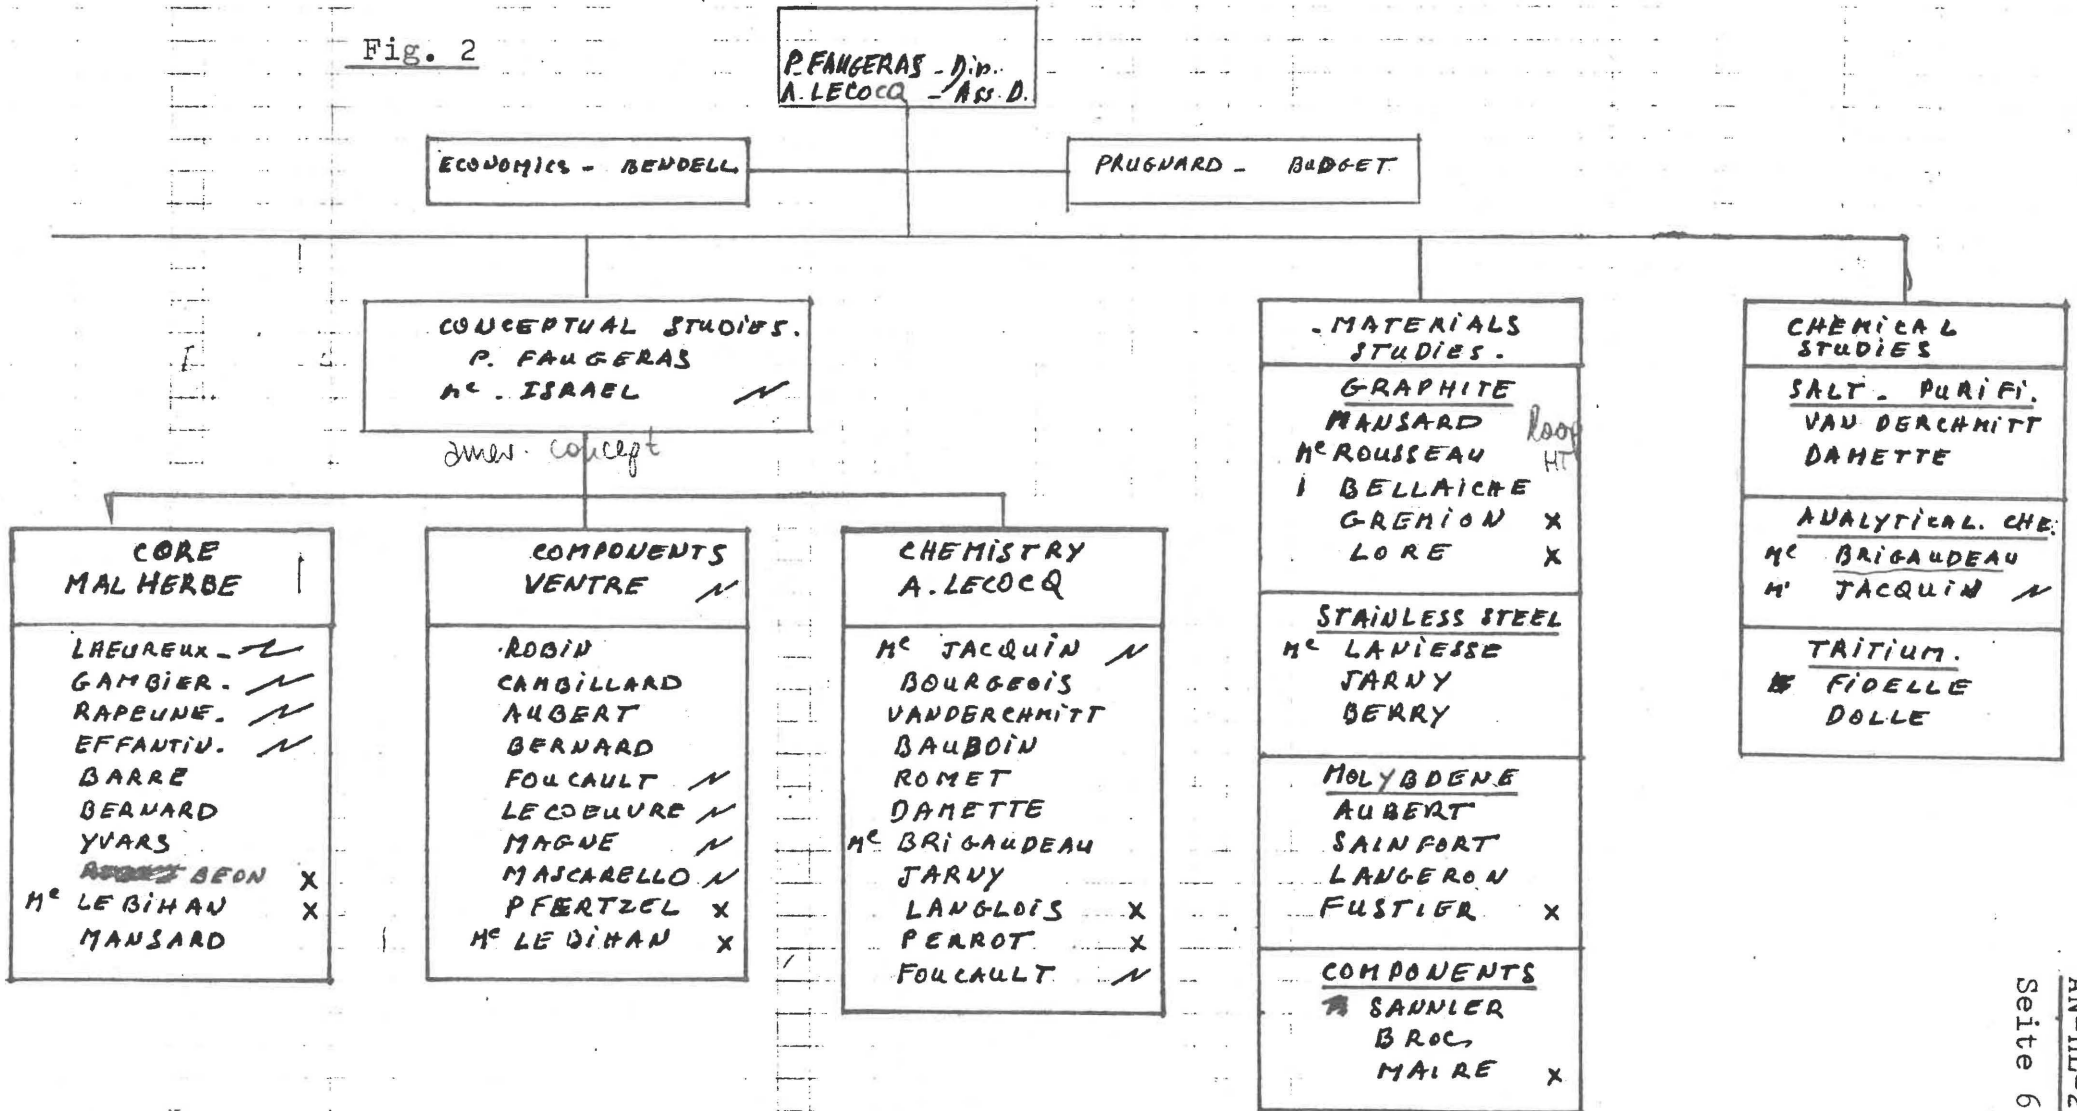 Fig. 2
P. FAUGERAS - Dir.
A. LECOCQ - Ass. D.
ECONOMICS - BENDELL
PRUGNARD - BUDGET
CONCEPTUAL STUDIES.
P. FAUGERAS
Me. ISRAEL
amer. concept
CORE
MALHERBE
LHEUREUX -
GAMBIER.
RAPEUNE.
EFFANTIN.
BARRE
BERNARD
YVARS
BEON X
Me LE BIHAN X
MANSARD
COMPONENTS
VENTRE
ROBIN
CAMBILLARD
AUBERT
BERNARD
FOUCAULT
LECOEUVRE
MAGNE
MASCARELLO
PFERTZEL X
Me LE BIHAN X
CHEMISTRY
A. LECOCQ
Me JACQUIN
BOURGEOIS
VANDERCHMITT
BAUBOIN
ROMET
DAMETTE
Me BRIGAUDEAU
JARNY
LANGLOIS X
PERROT X
FOUCAULT
MATERIALS
STUDIES.
GRAPHITE
MANSARD
Me ROUSSEAU HT
BELLAICHE
GREMION X
LORE X
STAINLESS STEEL
Me LANIESSE
JARNY
BERRY
MOLYBDENE
AUBERT
SAINFORT
LANGERON
FUSTIER X
COMPONENTS
SANNIER
BROC
MAIRE X
CHEMICAL
STUDIES
SALT - PURIFI.
VAN DERCHMITT
DAMETTE
ANALYTICAL. CHE.
Me BRIGAUDEAU
M' JACQUIN
TRITIUM.
FIDELLE
DOLLE
Seite 6